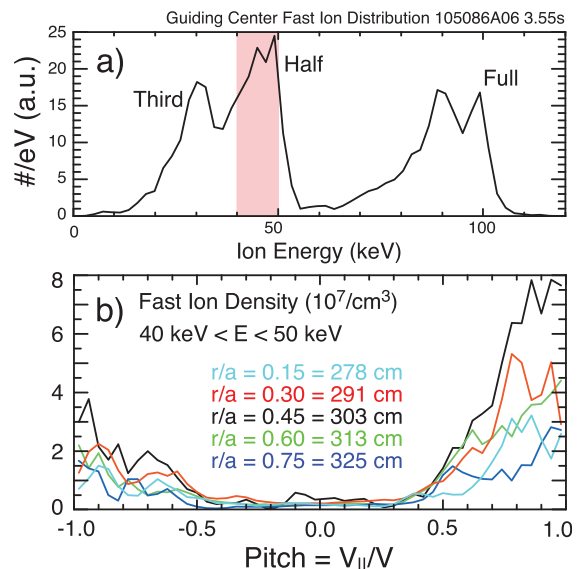 Guiding Center Fast Ion Distribution 105086A06 3.55s
a)
Third
Half
Full
#/eV (a.u.)
25
20
15
10
5
0
0
50
100
Ion Energy (keV)
b)
Fast Ion Density (10⁷/cm³)
40 keV < E < 50 keV
r/a = 0.15 = 278 cm
r/a = 0.30 = 291 cm
r/a = 0.45 = 303 cm
r/a = 0.60 = 313 cm
r/a = 0.75 = 325 cm
8
6
4
2
0
-1.0
-0.5
0.0
0.5
1.0
Pitch = V||/V